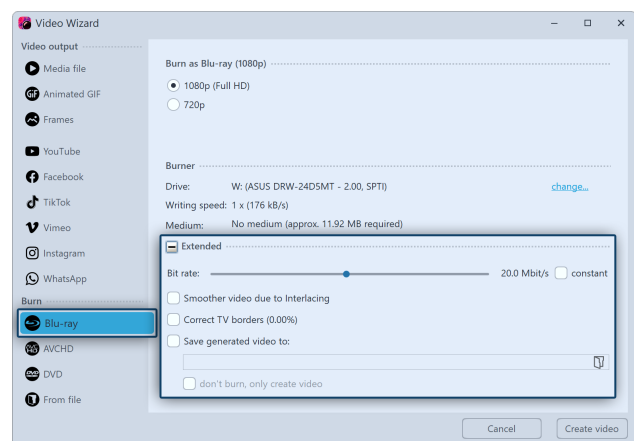 Video Wizard
Video output
Media file
GIF Animated GIF
Frames
YouTube
Facebook
TikTok
Vimeo
Instagram
WhatsApp
Burn
Blu-ray
AVCHD
DVD DVD
From file
Burn as Blu-ray (1080p)
1080p (Full HD)
720p
Burner
Drive: W: (ASUS DRW-24D5MT - 2.00, SPTI) change...
Writing speed: 1 x (176 kB/s)
Medium: No medium (approx. 11.92 MB required)
Extended
Bit rate: 20.0 Mbit/s constant
Smoother video due to Interlacing
Correct TV borders (0.00%)
Save generated video to:
don't burn, only create video
Cancel Create video